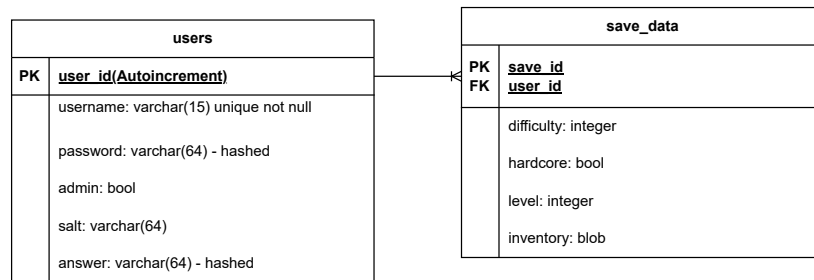 users
PK user_id(Autoincrement)
username: varchar(15) unique not null
password: varchar(64) - hashed
admin: bool
salt: varchar(64)
answer: varchar(64) - hashed
save_data
PK save_id
FK user_id
difficulty: integer
hardcore: bool
level: integer
inventory: blob